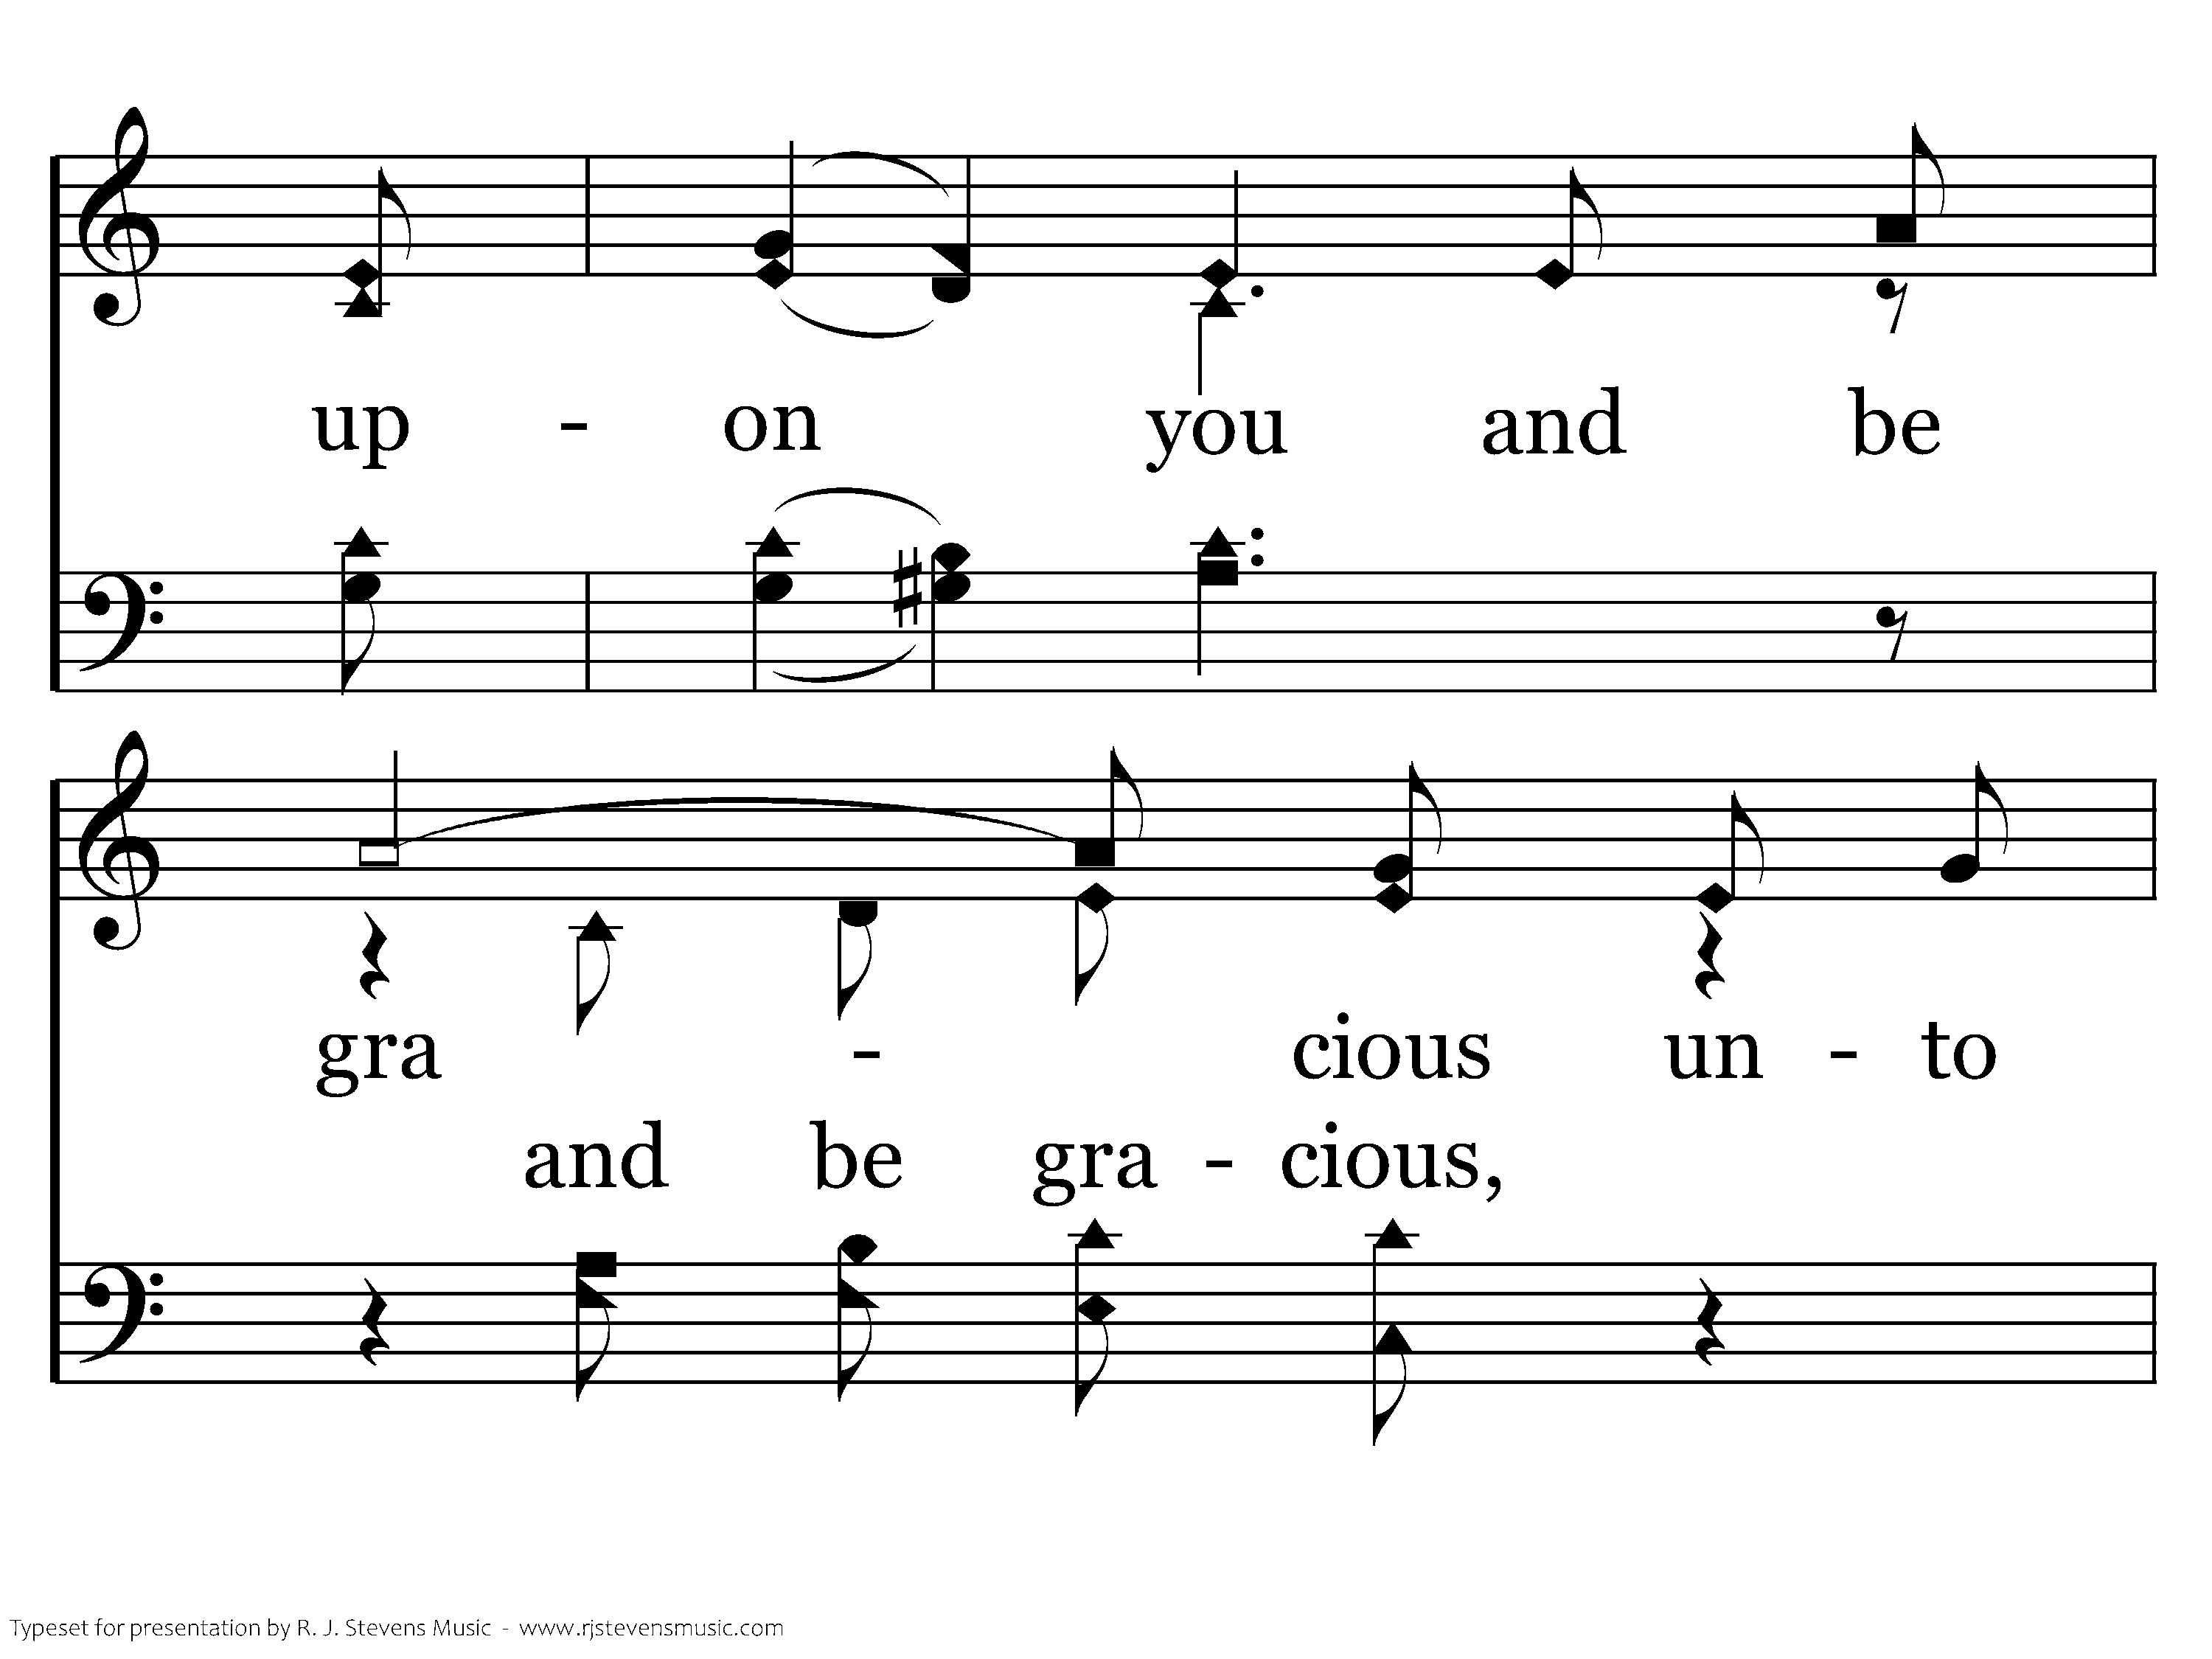 up - on you and be
gra - cious un - to
and be gra - cious,
Typeset for presentation by R. J. Stevens Music - www.rjstevensmusic.com